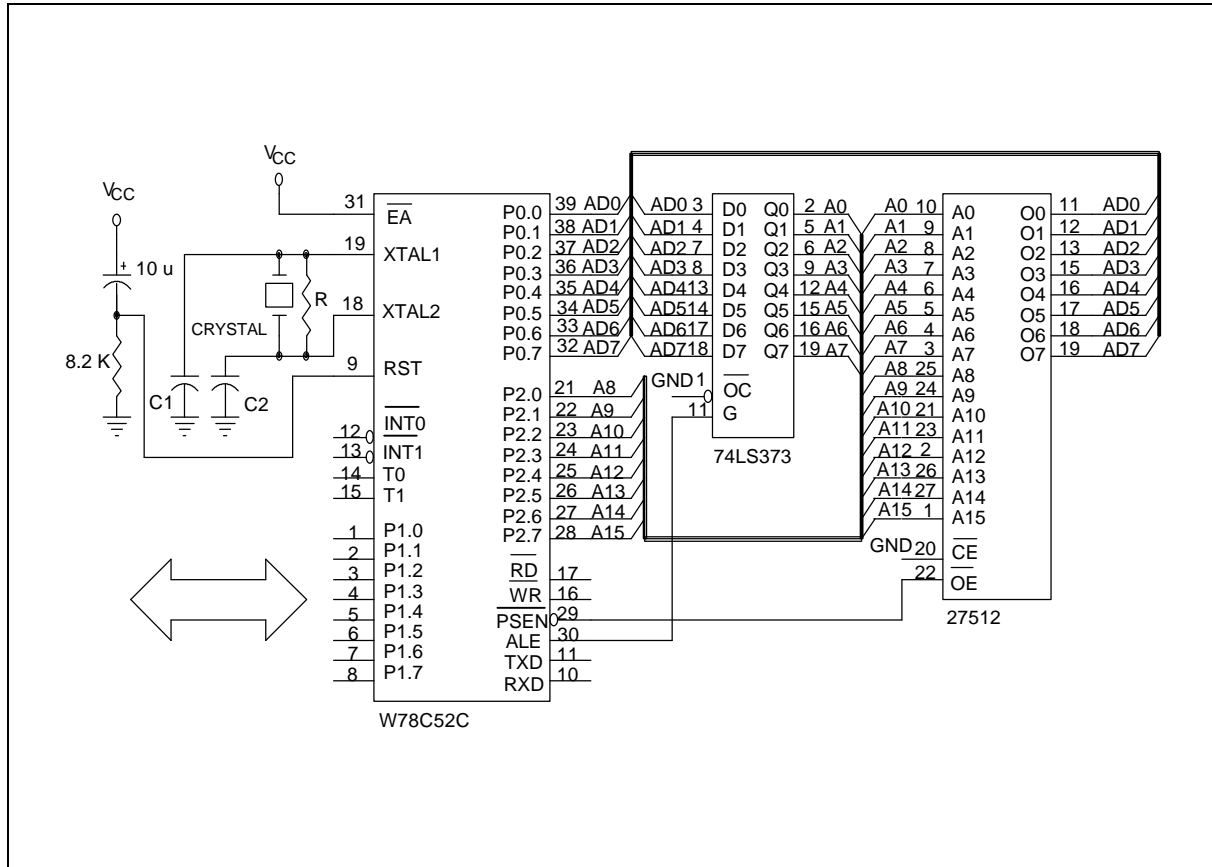 VCC
VCC
10 u
8.2 K
C1
C2
CRYSTAL
R
31 EA
19 XTAL1
18 XTAL2
9 RST
12 INT0
13 INT1
14 T0
15 T1
1 P1.0
2 P1.1
3 P1.2
4 P1.3
5 P1.4
6 P1.5
7 P1.6
8 P1.7
P0.0 39 AD0
P0.1 38 AD1
P0.2 37 AD2
P0.3 36 AD3
P0.4 35 AD4
P0.5 34 AD5
P0.6 33 AD6
P0.7 32 AD7
P2.0 21 A8
P2.1 22 A9
P2.2 23 A10
P2.3 24 A11
P2.4 25 A12
P2.5 26 A13
P2.6 27 A14
P2.7 28 A15
RD 17
WR 16
PSEN 29
ALE 30
TXD 11
RXD 10
W78C52C
AD0 3 D0 Q0 2 A0
AD1 4 D1 Q1 5 A1
AD2 7 D2 Q2 6 A2
AD3 8 D3 Q3 9 A3
AD4 13 D4 Q4 12 A4
AD5 14 D5 Q5 15 A5
AD6 17 D6 Q6 16 A6
AD7 18 D7 Q7 19 A7
GND 1 OC
11 G
74LS373
A0 10 A0 O0 11 AD0
A1 9 A1 O1 12 AD1
A2 8 A2 O2 13 AD2
A3 7 A3 O3 15 AD3
A4 6 A4 O4 16 AD4
A5 5 A5 O5 17 AD5
A6 4 A6 O6 18 AD6
A7 3 A7 O7 19 AD7
A8 25 A8
A9 24 A9
A10 21 A10
A11 23 A11
A12 2 A12
A13 26 A13
A14 27 A14
A15 1 A15
GND 20 CE
22 OE
27512